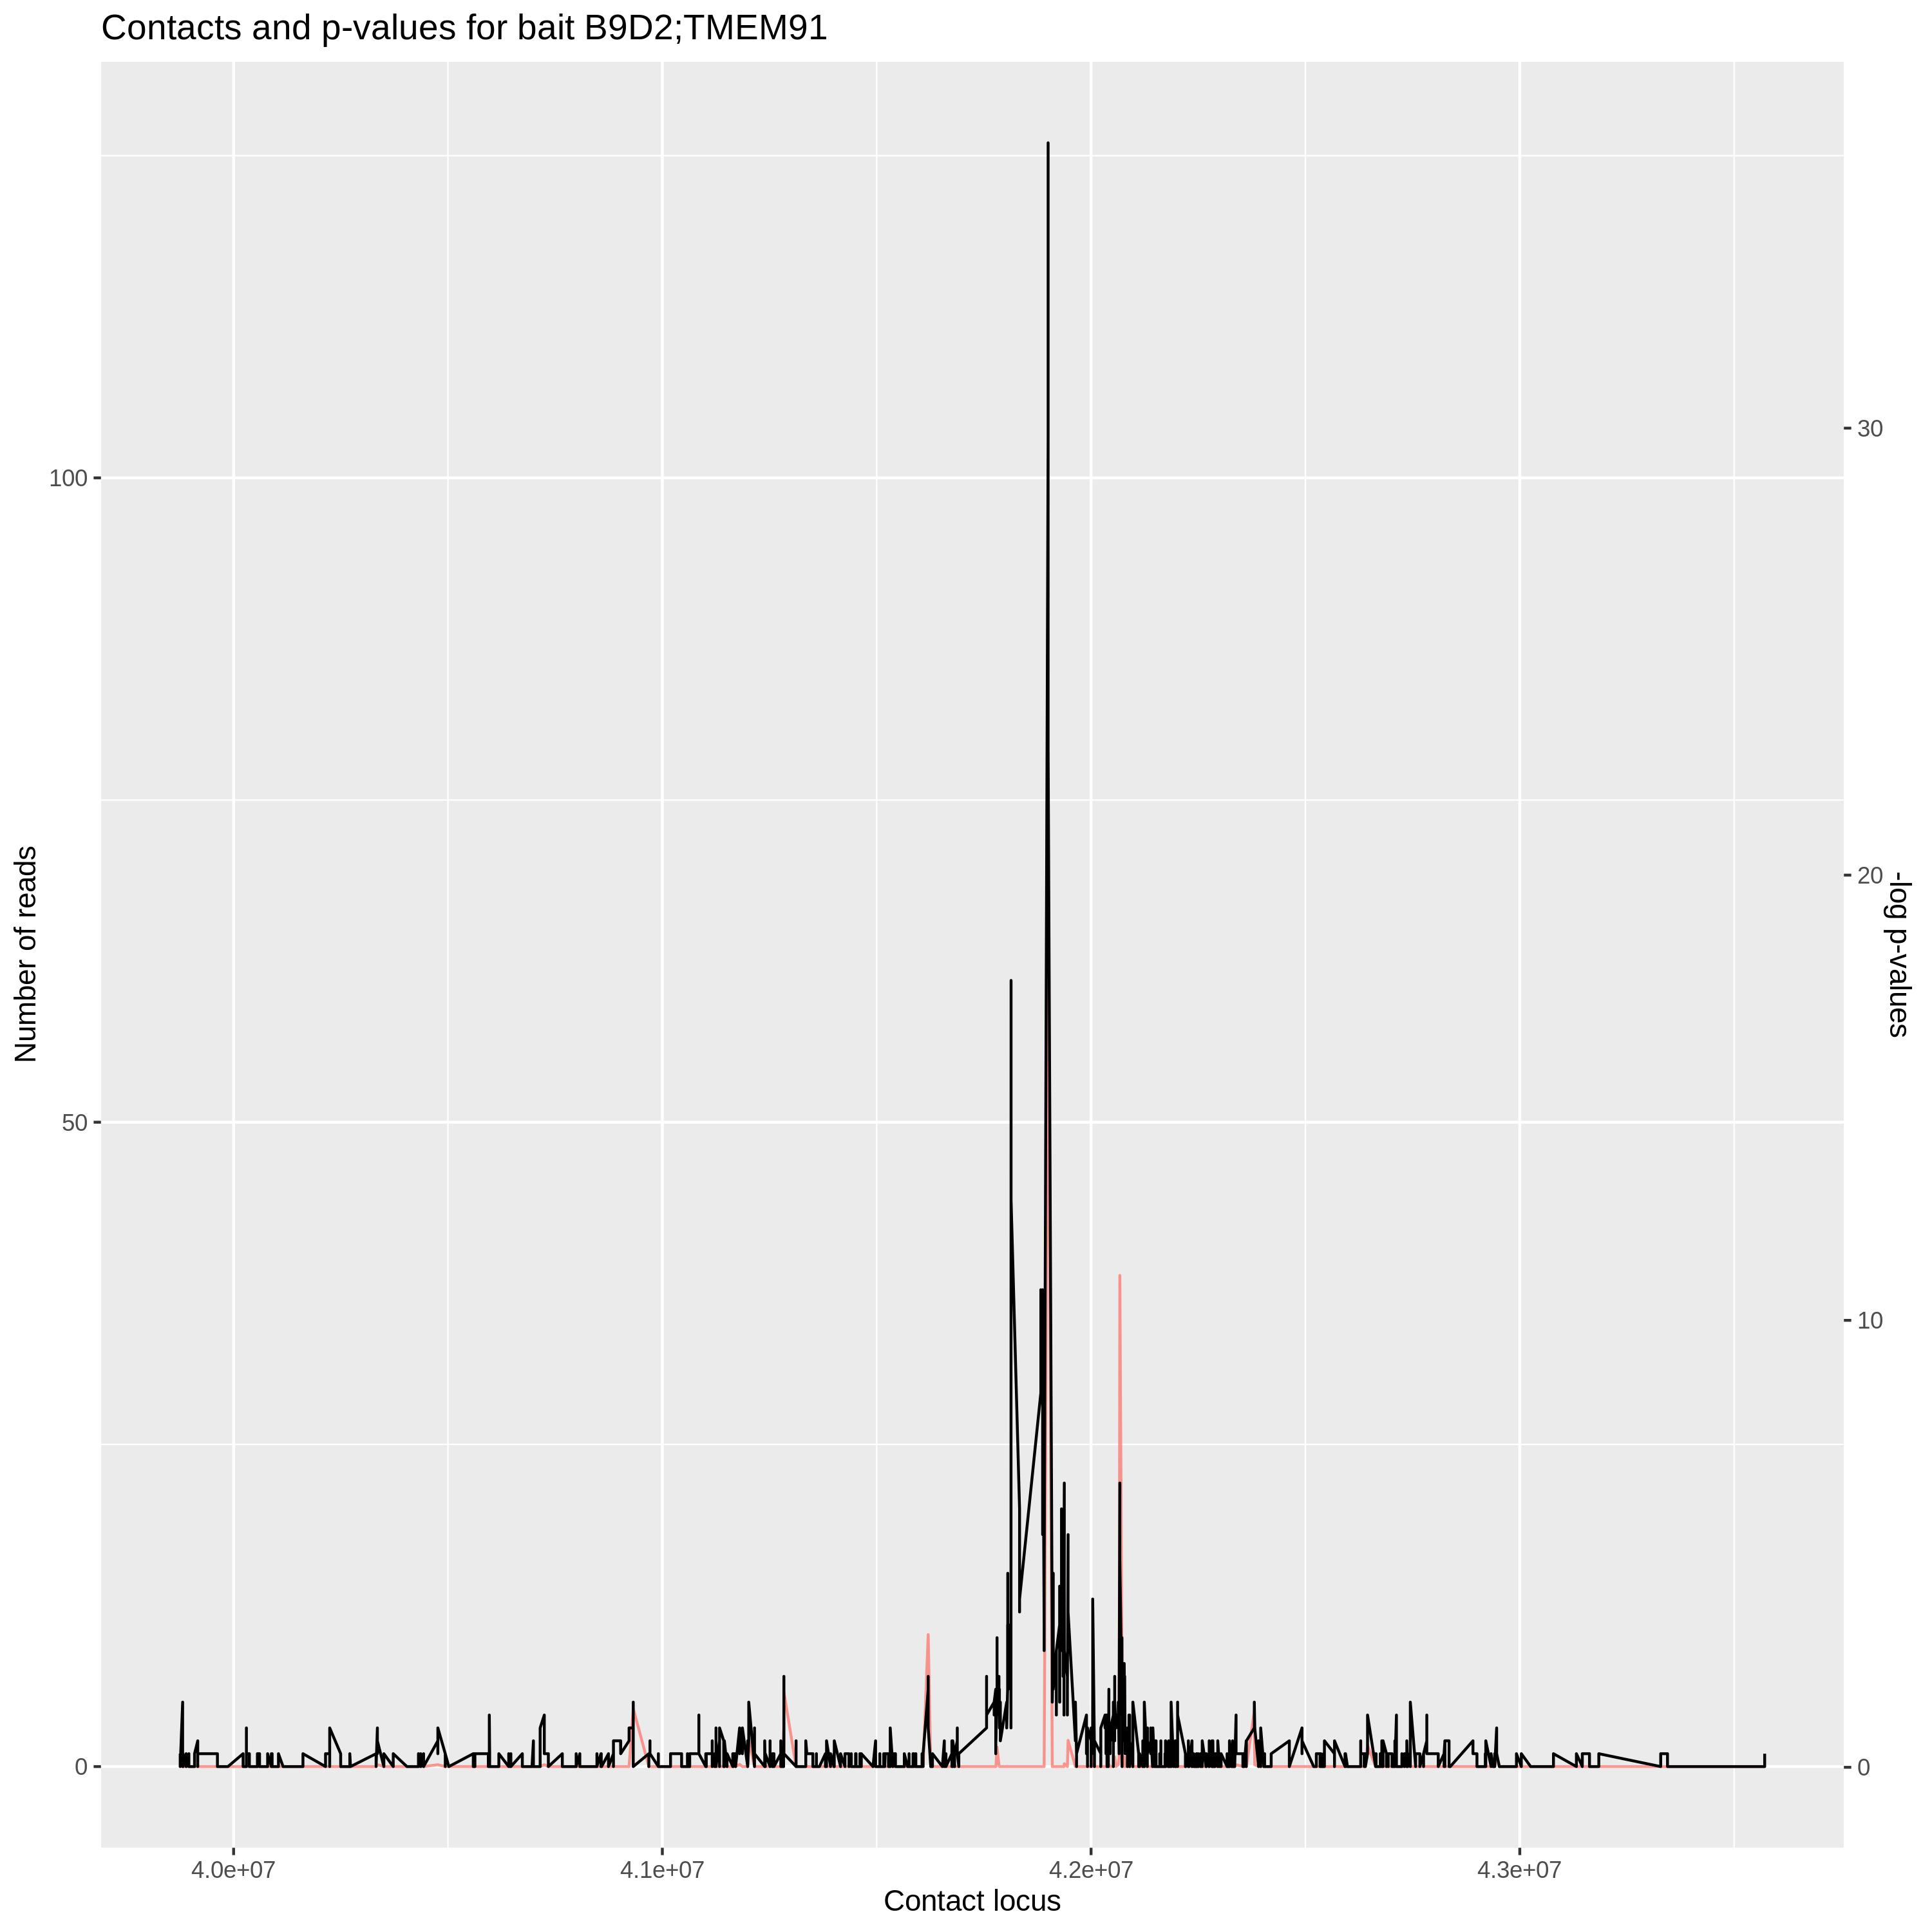 Contacts and p-values for bait B9D2;TMEM91
Number of reads
100
50
0
30
20
10
0
-log p-values
4.0e+07
4.1e+07
4.2e+07
4.3e+07
Contact locus